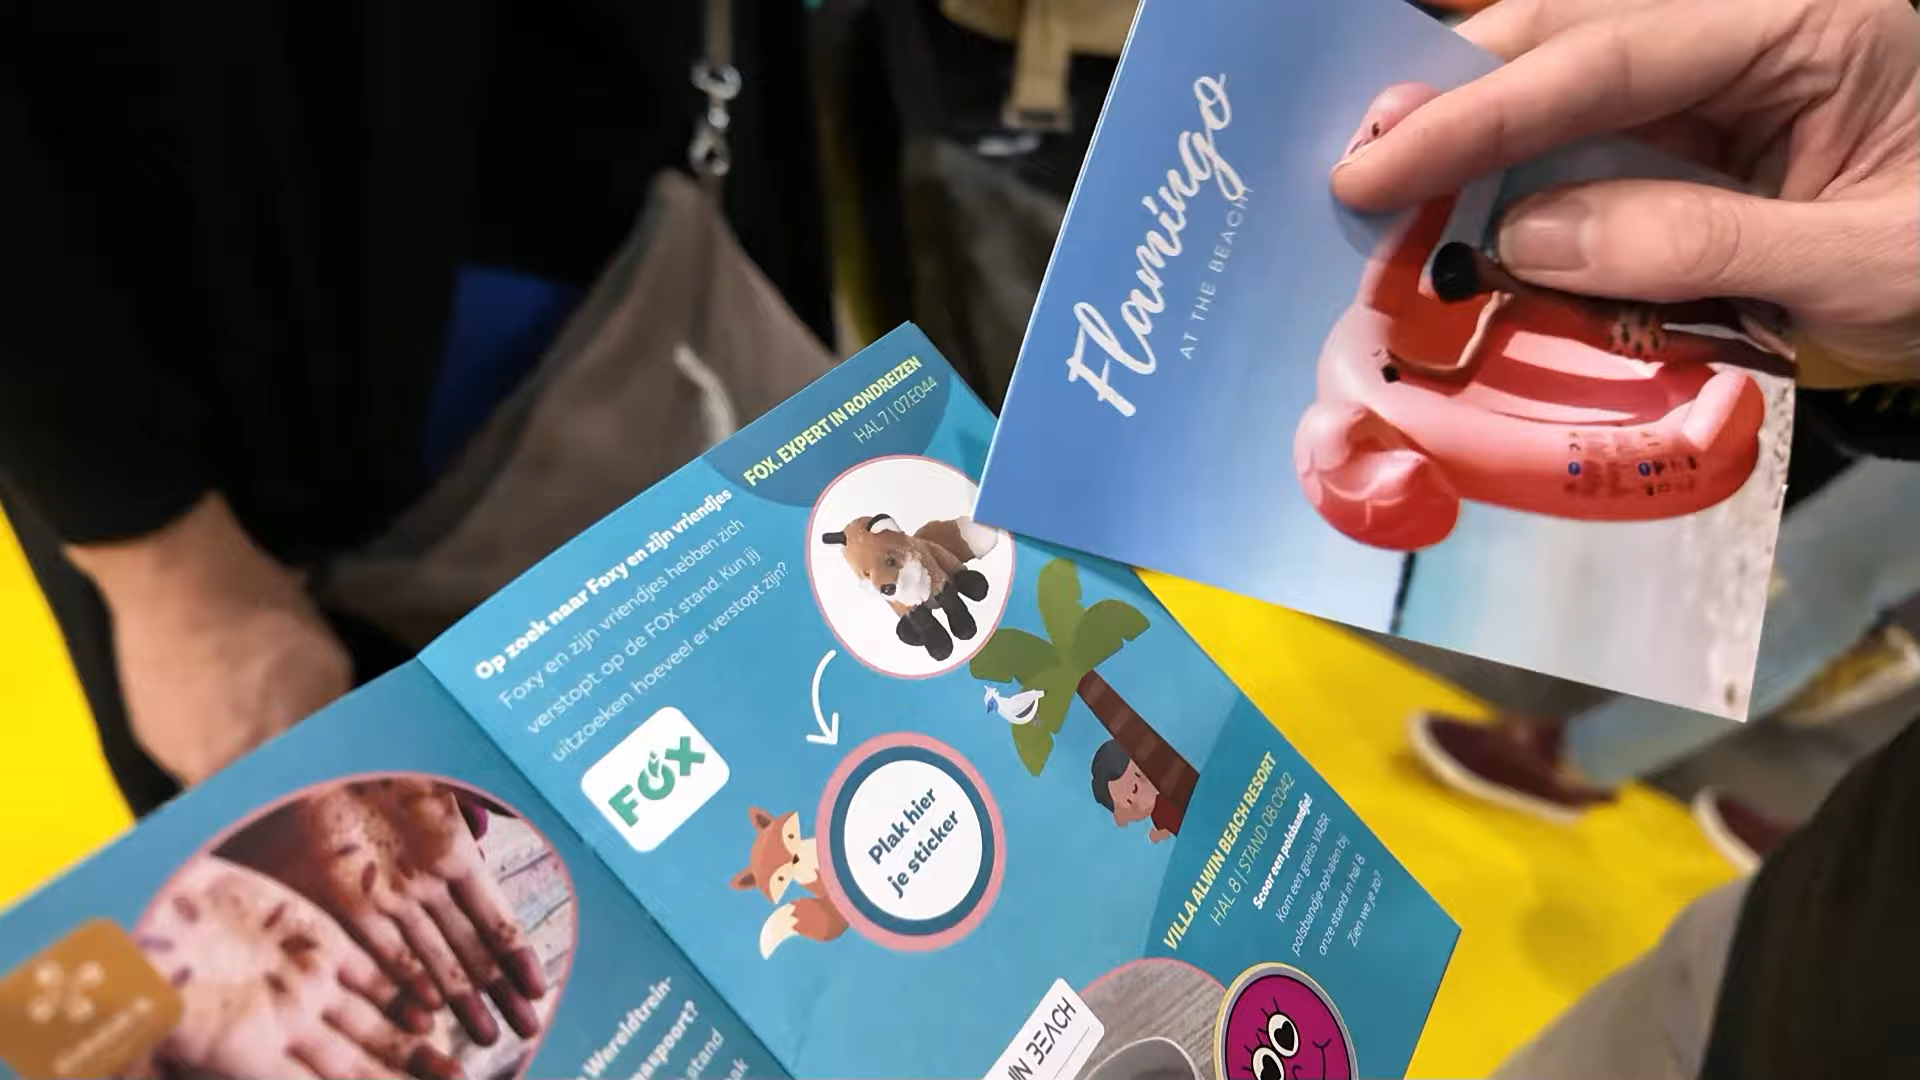 Flamingo
AT THE BEACH
FOX. EXPERT IN RONDREIZEN
HAL 7 | 07.E044
Op zoek naar Foxy en zijn vriendjes
Foxy en zijn vriendjes hebben zich
verstopt op de FOX stand. Kun jij
uitzoeken hoeveel er verstopt zijn?
FOX
Plak hier
je sticker
VILLA ALWIN BEACH RESORT
HAL 8 | STAND 08.C042
Scoor een polsbandje!
Kom een gratis VABR
polsbandje ophalen bij
onze stand in hal 8.
Zien we je zo?
BEACH
Wereldtrein-
stand